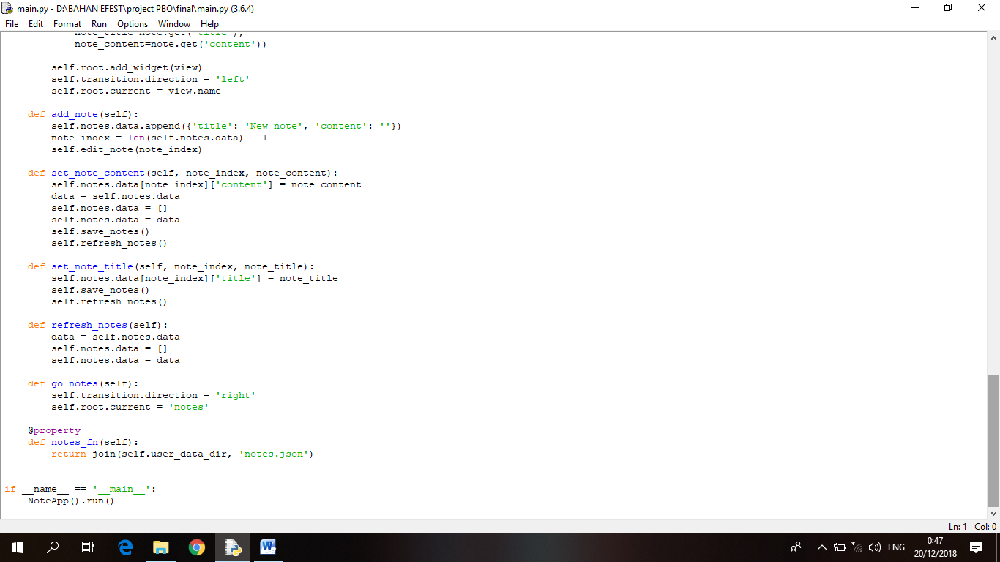 main.py - D:\BAHAN EFEST\project PBO\final\main.py (3.6.4)
File Edit Format Run Options Window Help
note_content=note.get('content'))
self.root.add_widget(view)
self.transition.direction = 'left'
self.root.current = view.name
def add_note(self):
self.notes.data.append({'title': 'New note', 'content': ''})
note_index = len(self.notes.data) - 1
self.edit_note(note_index)
def set_note_content(self, note_index, note_content):
self.notes.data[note_index]['content'] = note_content
data = self.notes.data
self.notes.data = []
self.notes.data = data
self.save_notes()
self.refresh_notes()
def set_note_title(self, note_index, note_title):
self.notes.data[note_index]['title'] = note_title
self.save_notes()
self.refresh_notes()
def refresh_notes(self):
data = self.notes.data
self.notes.data = []
self.notes.data = data
def go_notes(self):
self.transition.direction = 'right'
self.root.current = 'notes'
@property
def notes_fn(self):
return join(self.user_data_dir, 'notes.json')
if __name__ == '__main__':
NoteApp().run()
Ln: 1 Col: 0
ENG
0:47
20/12/2018